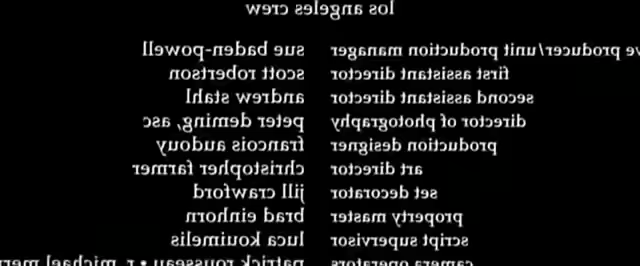 los angeles crew
ve producer/unit production manager sue baden-powell
first assistant director scott robertson
second assistant director andrew stahl
director of photography peter deming, asc
production designer francois audouy
art director christopher farmer
set decorator jill crawford
property master brad einhorn
script supervisor luca kouimelis
camera operators patrick rousseau • r. michael